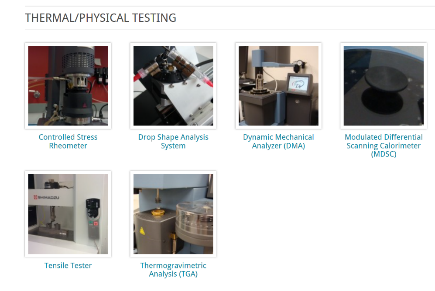 THERMAL/PHYSICAL TESTING
Controlled Stress
Rheometer
Drop Shape Analysis
System
Dynamic Mechanical
Analyzer (DMA)
Modulated Differential
Scanning Calorimeter
(MDSC)
SHIMADZU
Tensile Tester
Thermogravimetric
Analysis (TGA)